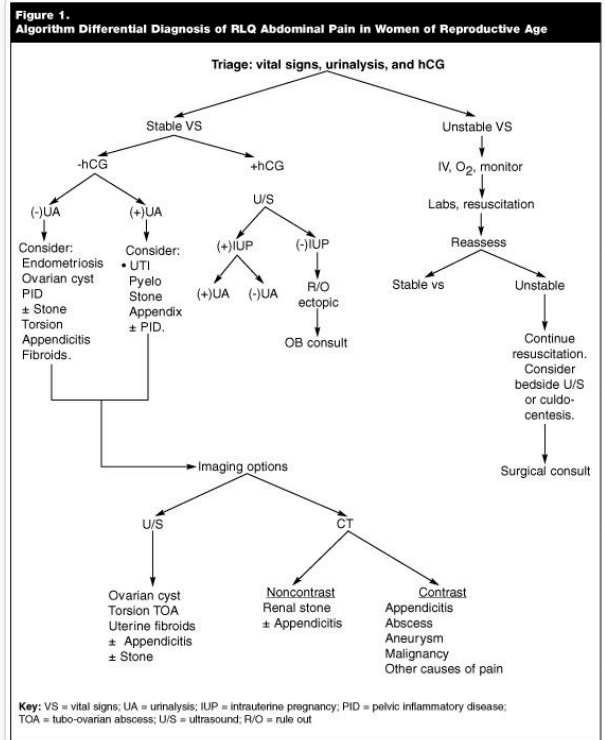 Figure 1.
Algorithm Differential Diagnosis of RLQ Abdominal Pain in Women of Reproductive Age
Triage: vital signs, urinalysis, and hCG
Stable VS
Unstable VS
-hCG
+hCG
IV, O2, monitor
Labs, resuscitation
Reassess
Stable vs
Unstable
Continue
resuscitation.
Consider
bedside U/S
or culdo-
centesis.
Surgical consult
U/S
(+)IUP
(-)IUP
(+)UA
(-)UA
R/O
ectopic
OB consult
(-)UA
(+)UA
Consider:
Endometriosis
Ovarian cyst
PID
± Stone
Torsion
Appendicitis
Fibroids.
Consider:
• UTI
Pyelo
Stone
Appendix
± PID.
Imaging options
U/S
CT
Ovarian cyst
Torsion TOA
Uterine fibroids
± Appendicitis
± Stone
Noncontrast
Renal stone
± Appendicitis
Contrast
Appendicitis
Abscess
Aneurysm
Malignancy
Other causes of pain
Key: VS = vital signs; UA = urinalysis; IUP = intrauterine pregnancy; PID = pelvic inflammatory disease;
TOA = tubo-ovarian abscess; U/S = ultrasound; R/O = rule out